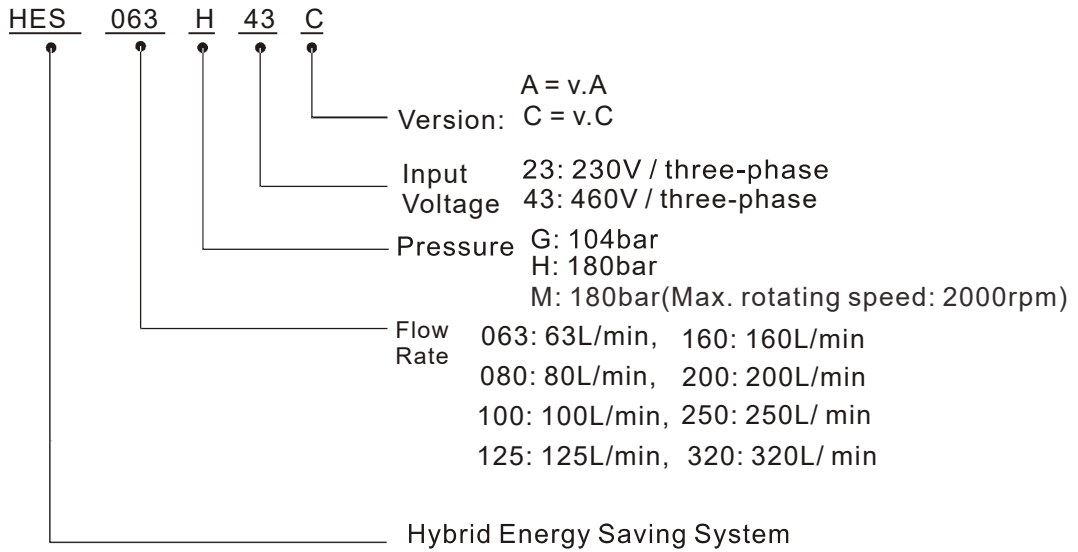 HES 063 H 43 C
A = v.A
Version: C = v.C
Input 23: 230V / three-phase
Voltage 43: 460V / three-phase
Pressure G: 104bar
H: 180bar
M: 180bar(Max. rotating speed: 2000rpm)
Flow 063: 63L/min, 160: 160L/min
Rate
080: 80L/min, 200: 200L/min
100: 100L/min, 250: 250L/ min
125: 125L/min, 320: 320L/ min
Hybrid Energy Saving System